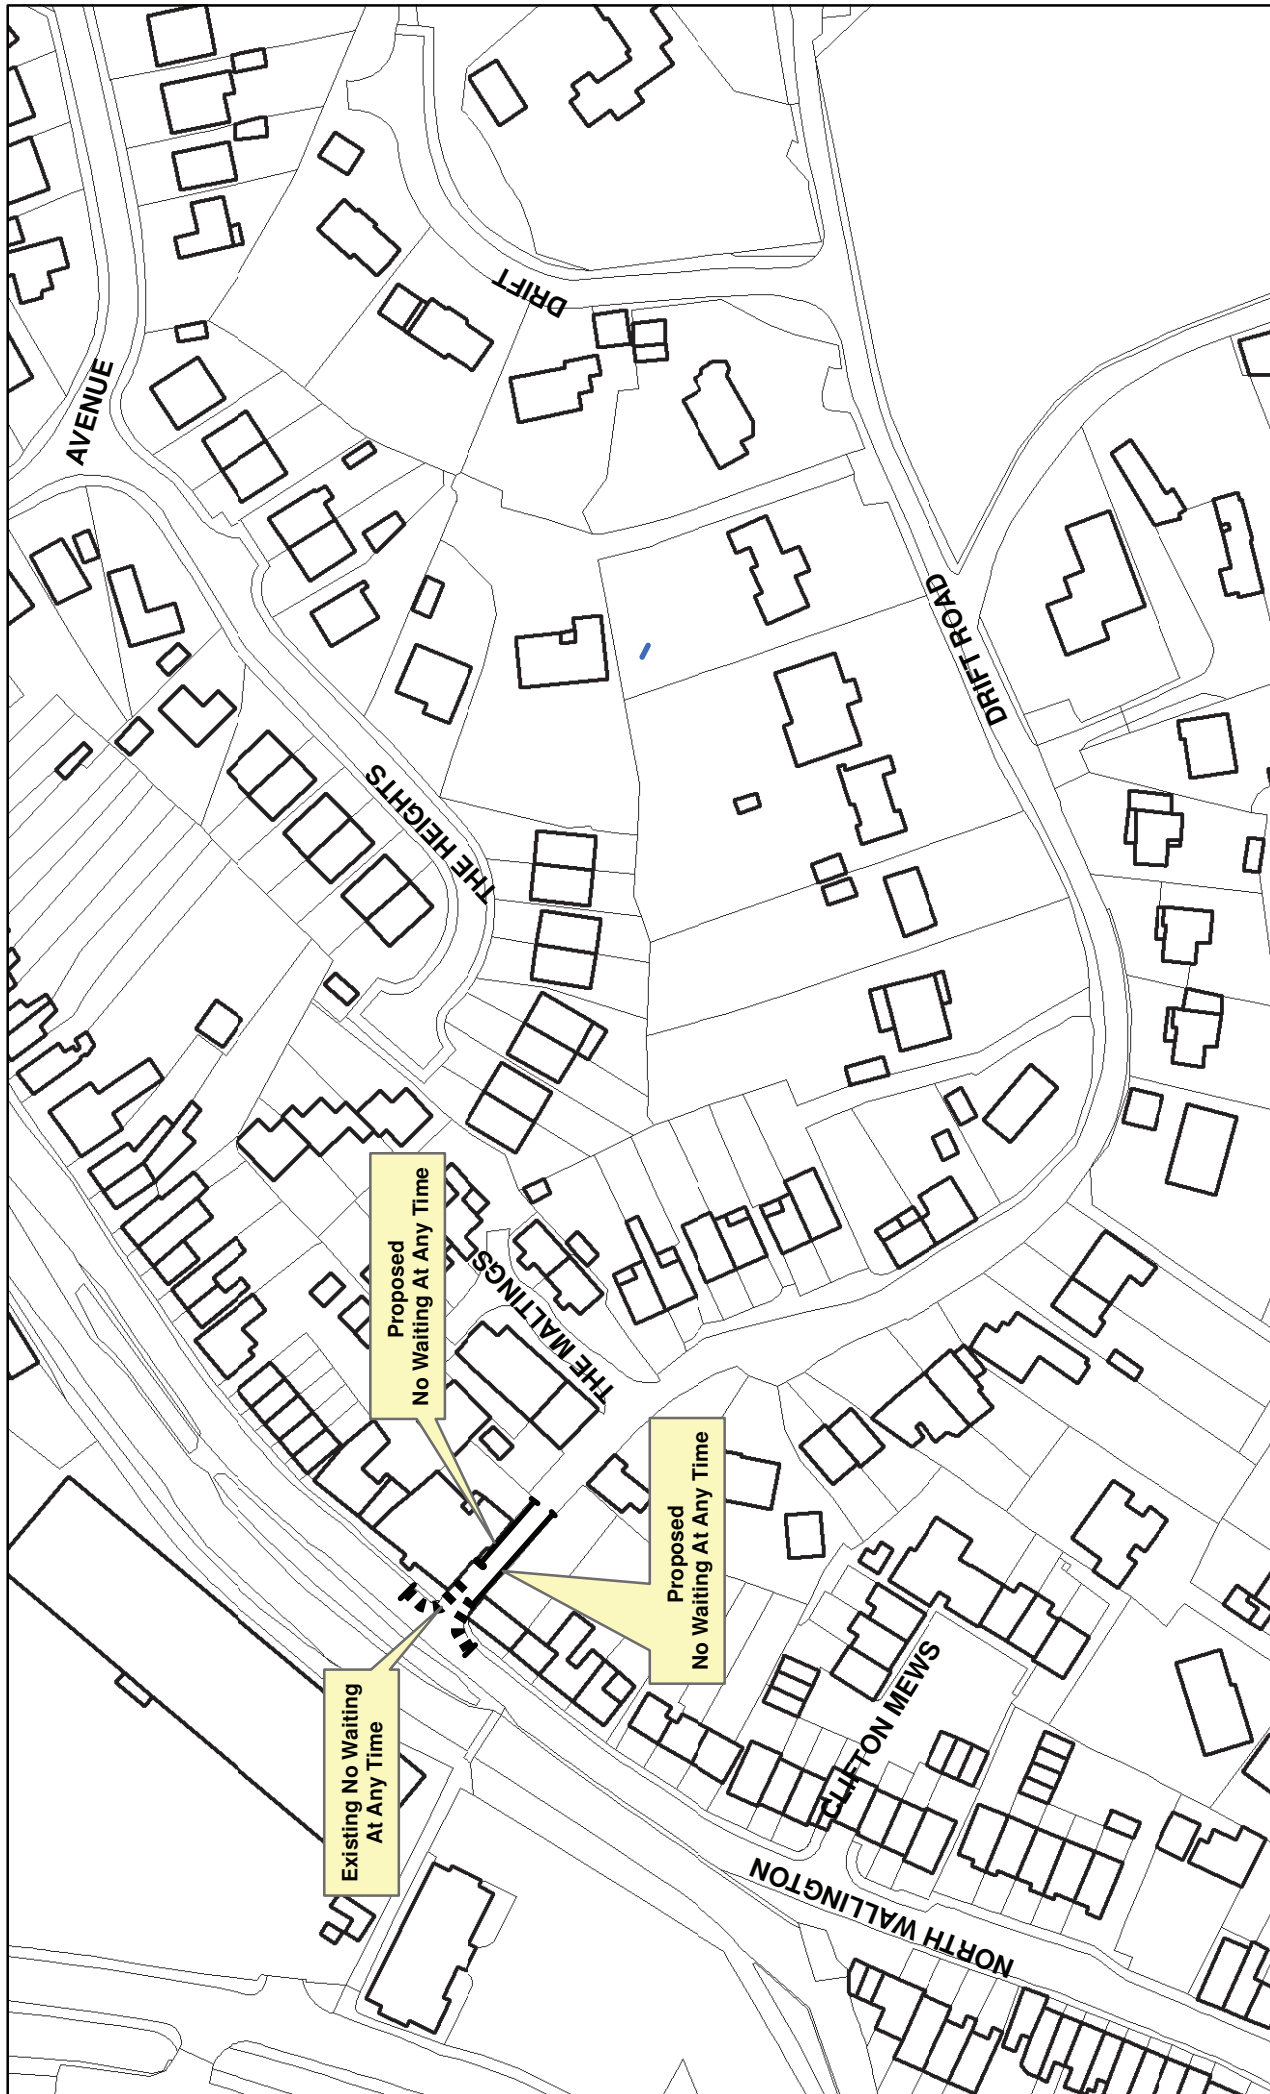 AVENUE
DRIFT
THE HEIGHTS
DRIFT ROAD
Proposed
No Waiting At Any Time
THE MALTINGS
Proposed
No Waiting At Any Time
Existing No Waiting
At Any Time
CLIFTON MEWS
NORTH WALLINGTON